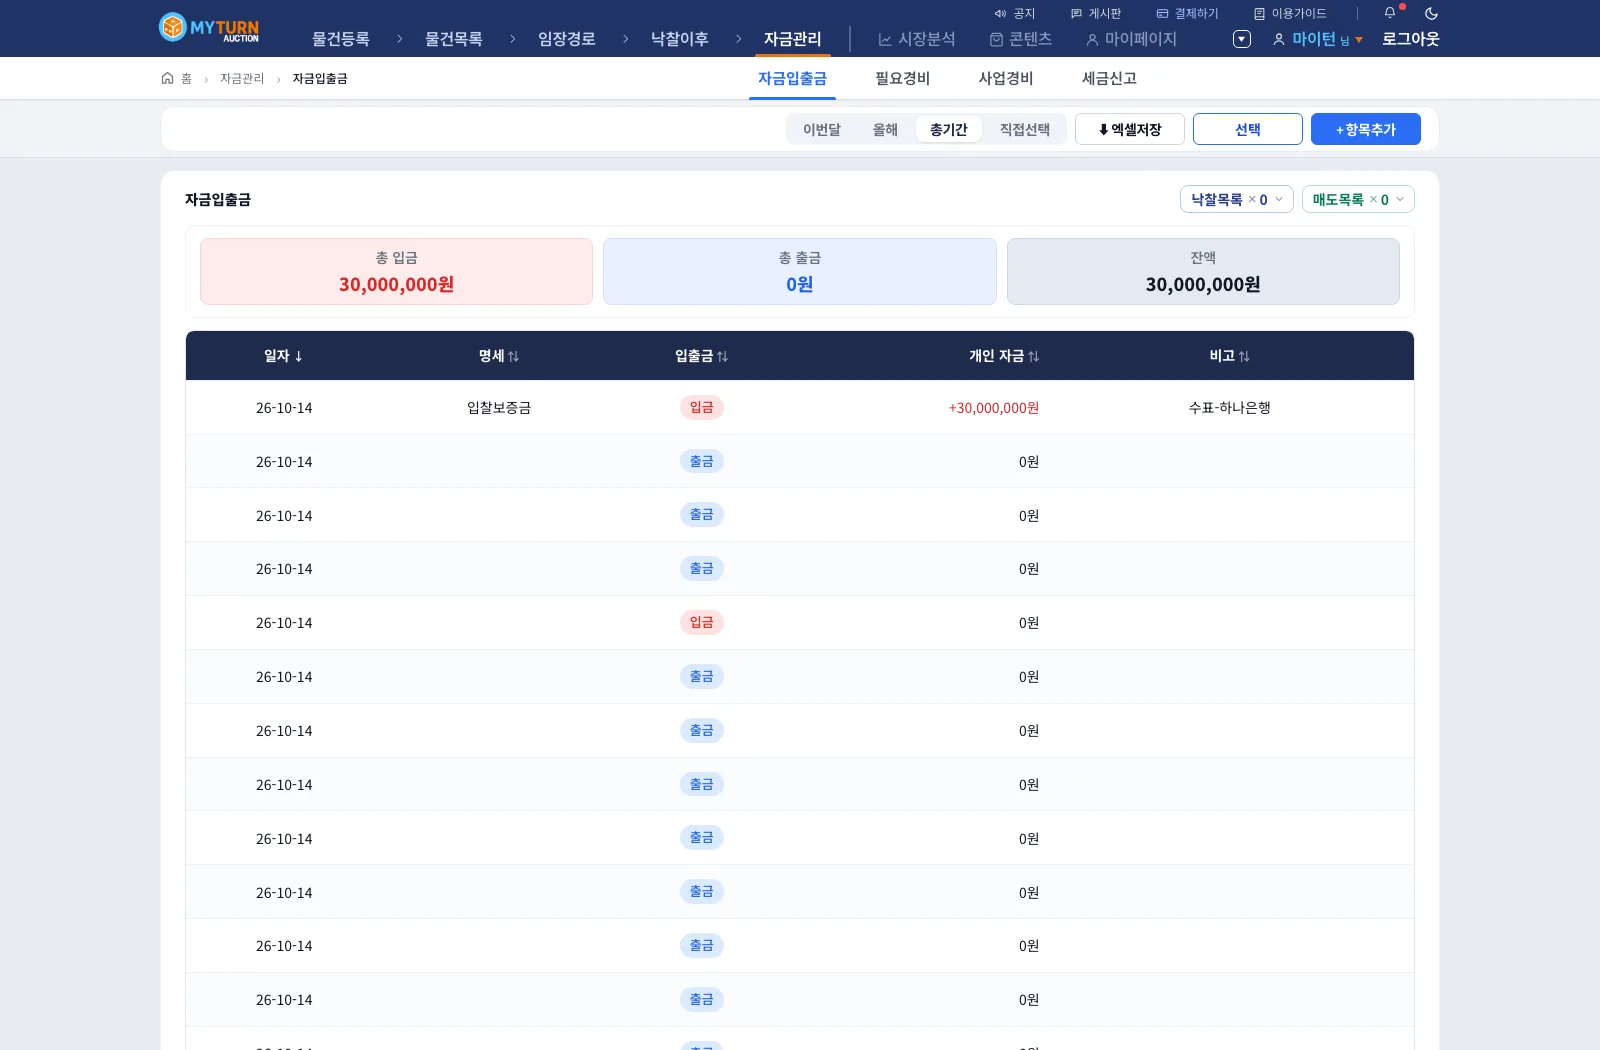 공지 게시판 결제하기 이용가이드
MYTURN AUCTION
물건등록 > 물건목록 > 임장경로 > 낙찰이후 > 자금관리 시장분석 콘텐츠 마이페이지 마이턴 님 로그아웃
홈 > 자금관리 > 자금입출금
자금입출금 필요경비 사업경비 세금신고
이번달 올해 총기간 직접선택 엑셀저장 선택 +항목추가
자금입출금 낙찰목록 × 0 매도목록 × 0
총 입금 총 출금 잔액
30,000,000원 0원 30,000,000원
일자 ↓ 명세 ↑↓ 입출금 ↑↓ 개인 자금 ↑↓ 비고 ↑↓
26-10-14 입찰보증금 입금 +30,000,000원 수표-하나은행
26-10-14 출금 0원
26-10-14 출금 0원
26-10-14 출금 0원
26-10-14 입금 0원
26-10-14 출금 0원
26-10-14 출금 0원
26-10-14 출금 0원
26-10-14 출금 0원
26-10-14 출금 0원
26-10-14 출금 0원
26-10-14 출금 0원